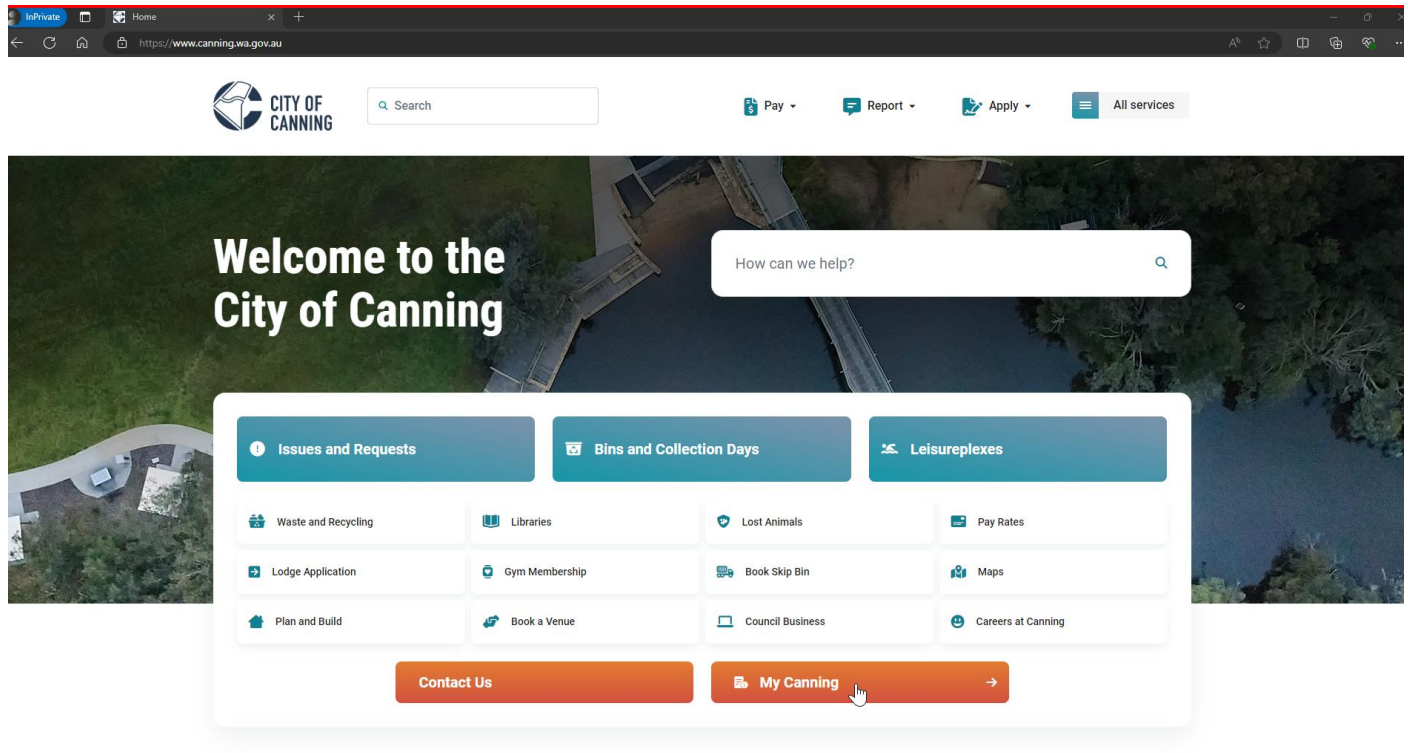 InPrivate
Home
https://www.canning.wa.gov.au
CITY OF
CANNING
Search
Pay
Report
Apply
All services
Welcome to the
City of Canning
How can we help?
Issues and Requests
Bins and Collection Days
Leisureplexes
Waste and Recycling
Libraries
Lost Animals
Pay Rates
Lodge Application
Gym Membership
Book Skip Bin
Maps
Plan and Build
Book a Venue
Council Business
Careers at Canning
Contact Us
My Canning